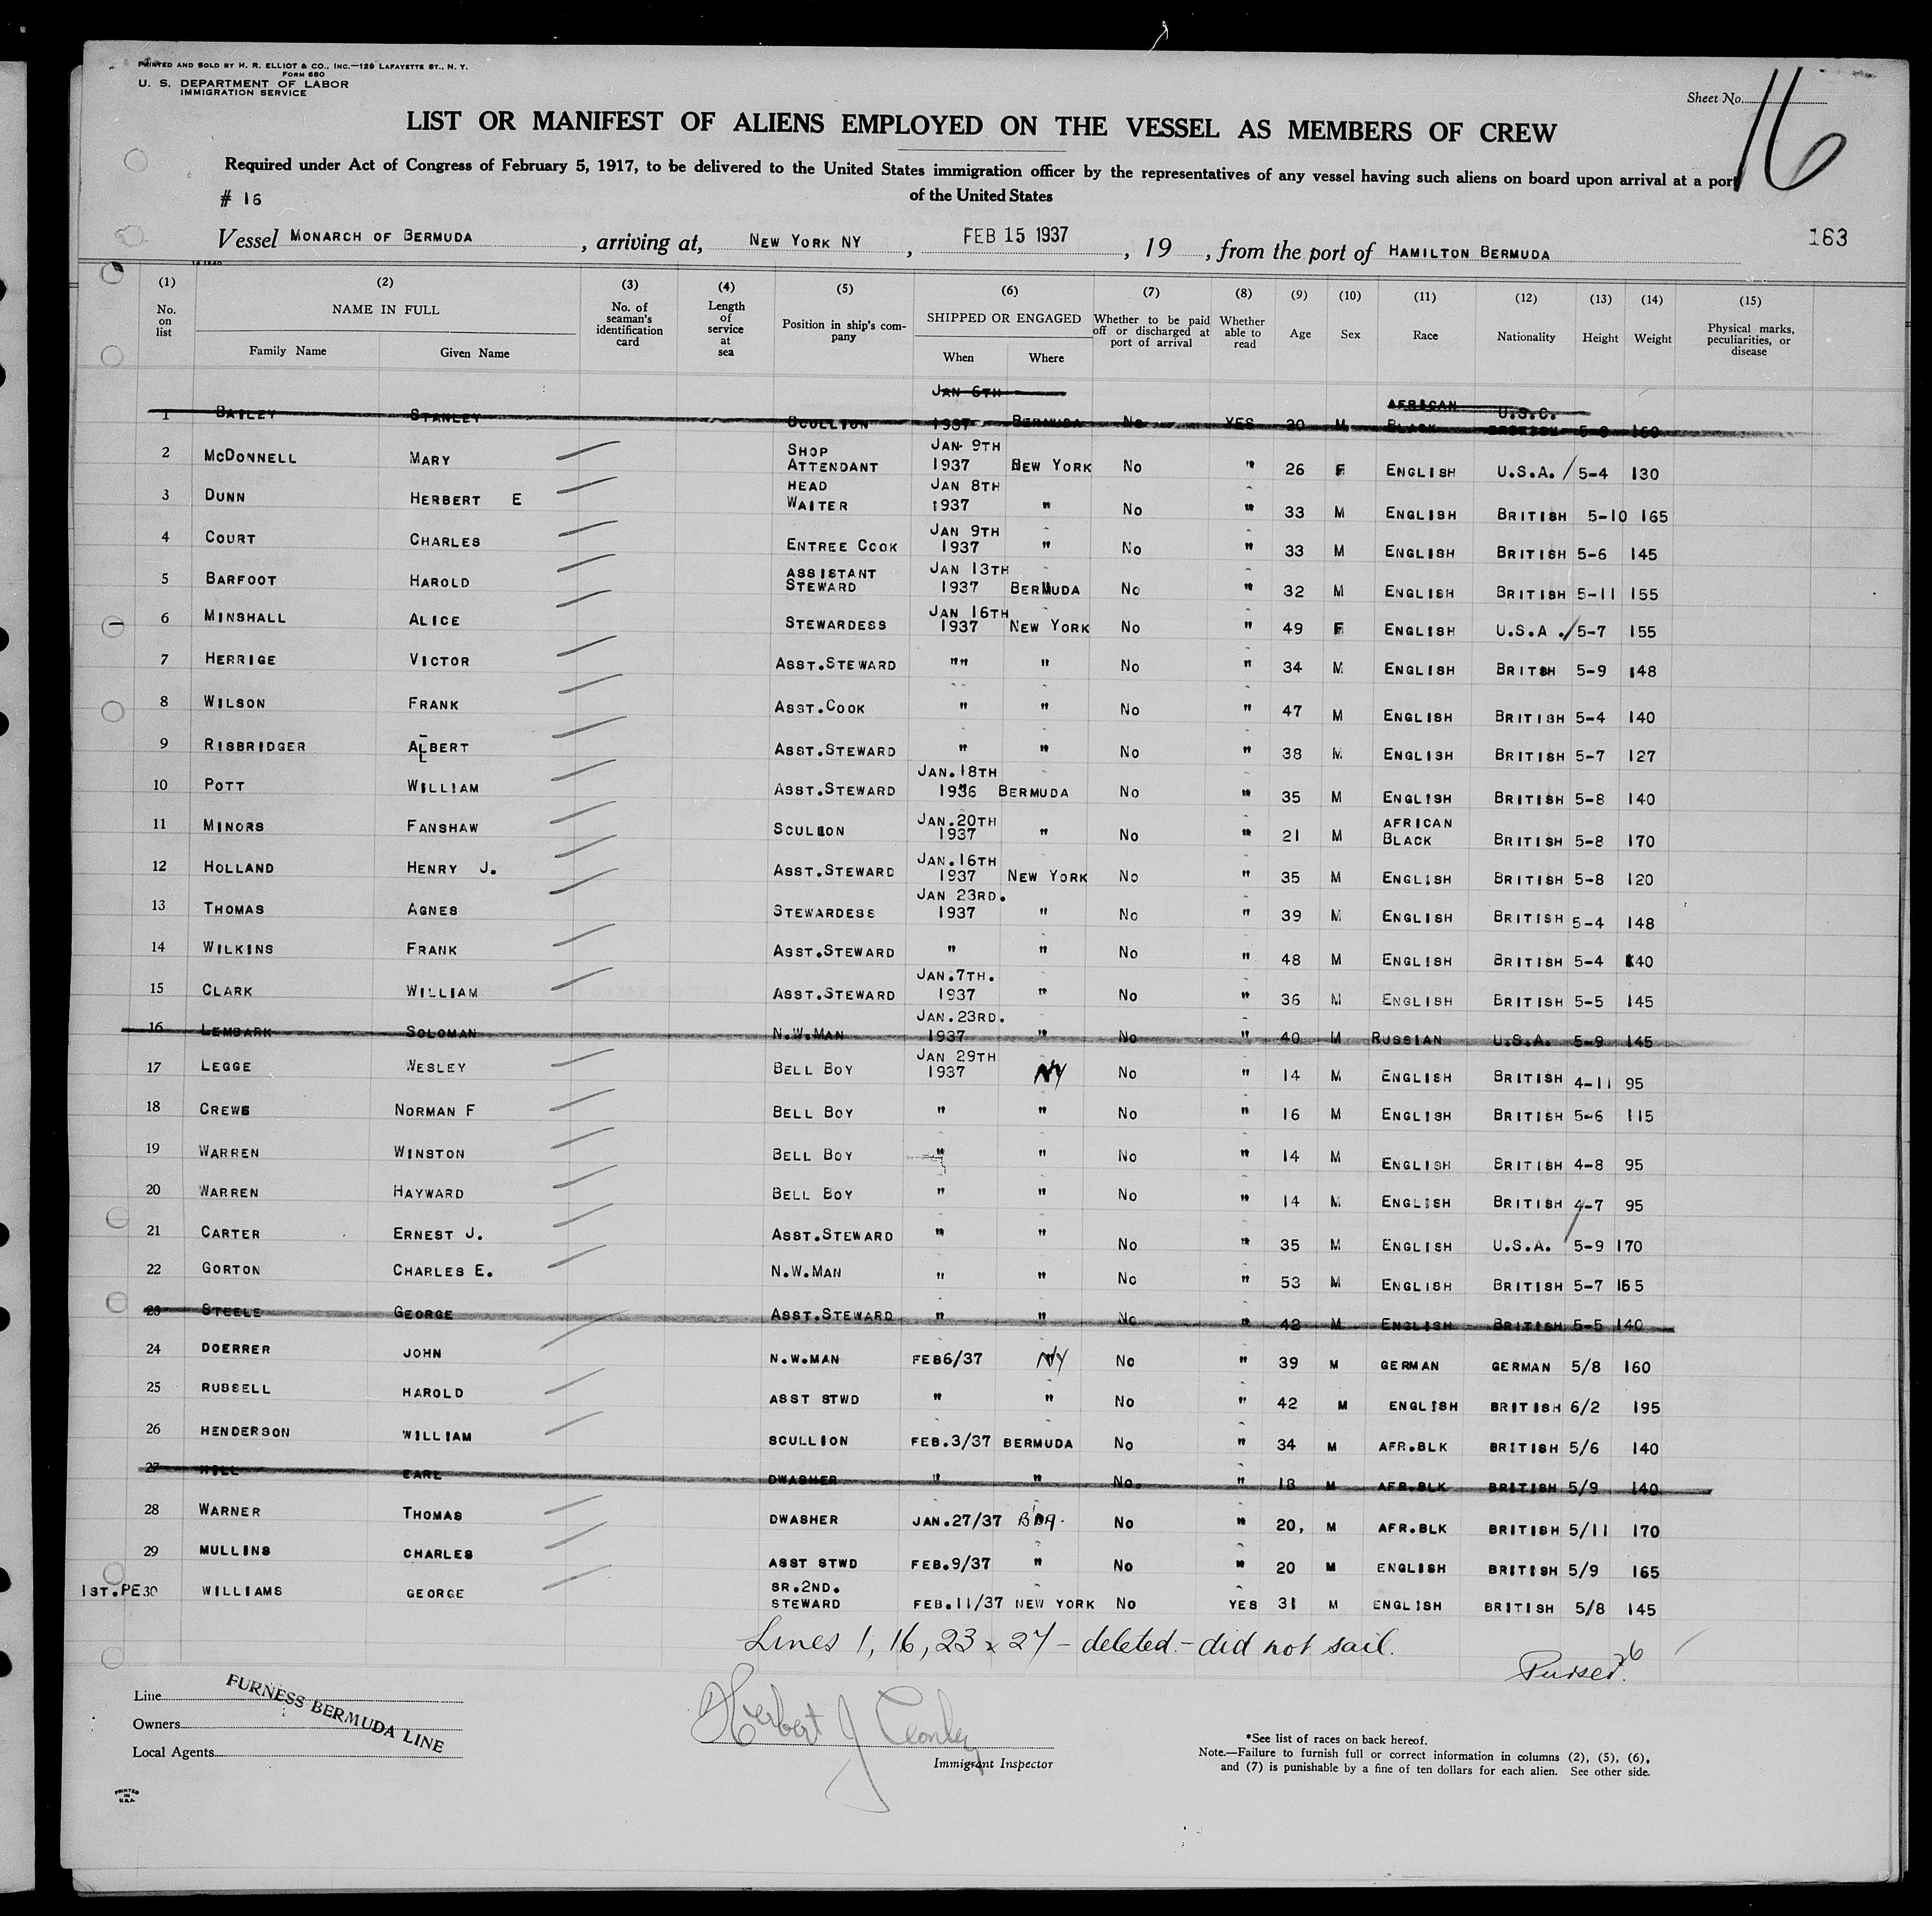 PRINTED AND SOLD BY H. R. ELLIOT & CO., INC.—129 LAFAYETTE ST., N. Y.
FORM 680
U. S. DEPARTMENT OF LABOR
IMMIGRATION SERVICE
Sheet No. 16
LIST OR MANIFEST OF ALIENS EMPLOYED ON THE VESSEL AS MEMBERS OF CREW
Required under Act of Congress of February 5, 1917, to be delivered to the United States immigration officer by the representatives of any vessel having such aliens on board upon arrival at a port
of the United States
# 16
Vessel MONARCH OF BERMUDA, arriving at, NEW YORK NY, FEB 15 1937, 19, from the port of HAMILTON BERMUDA
163
(1) (2) (3) (4) (5) (6) (7) (8) (9) (10) (11) (12) (13) (14) (15)
No. on list
NAME IN FULL
Family Name Given Name
No. of seaman's identification card
Length of service at sea
Position in ship's company
SHIPPED OR ENGAGED
When Where
Whether to be paid off or discharged at port of arrival
Whether able to read
Age Sex Race Nationality Height Weight
Physical marks, peculiarities, or disease
1 BAILEY STANLEY SCULLION JAN 6TH 1937 BERMUDA NO YES 20 M AFRICAN BLACK U.S.C. 160
2 MCDONNELL MARY SHOP ATTENDANT JAN 9TH 1937 BEW YORK NO " 26 F ENGLISH U.S.A. / 5-4 130
3 DUNN HERBERT E HEAD WAITER JAN 8TH 1937 " NO " 33 M ENGLISH BRITISH 5-10 165
4 COURT CHARLES ENTREE COOK JAN 9TH 1937 " NO " 33 M ENGLISH BRITISH 5-6 145
5 BARFOOT HAROLD ASSISTANT STEWARD JAN 13TH 1937 BERMUDA NO " 32 M ENGLISH BRITISH 5-11 155
6 MINSHALL ALICE STEWARDESS JAN 16TH 1937 NEW YORK NO " 49 F ENGLISH U.S.A ./ 5-7 155
7 HERRIGE VICTOR ASST.STEWARD "" " NO " 34 M ENGLISH BRITSH 5-9 148
8 WILSON FRANK ASST.COOK " " NO " 47 M ENGLISH BRITISH 5-4 140
9 RISBRIDGER ALBERT ASST.STEWARD " " NO " 38 M ENGLISH BRITISH 5-7 127
10 POTT WILLIAM ASST.STEWARD JAN.18TH 1936 BERMUDA NO " 35 M ENGLISH BRITISH 5-8 140
11 MINORS FANSHAW SCULLION JAN.20TH 1937 " NO " 21 M AFRICAN BLACK BRITISH 5-8 170
12 HOLLAND HENRY J. ASST.STEWARD JAN.16TH 1937 NEW YORK NO " 35 M ENGLISH BRITISH 5-8 120
13 THOMAS AGNES STEWARDESS JAN 23RD. 1937 " NO " 39 M ENGLISH BRITISH 5-4 148
14 WILKINS FRANK ASST.STEWARD " " NO " 48 M ENGLISH BRITISH 5-4 140
15 CLARK WILLIAM ASST.STEWARD JAN.7TH. 1937 " NO " 36 M ENGLISH BRITISH 5-5 145
16 LEMBARK SOLOMAN N.W.MAN JAN.23RD. 1937 " NO " 40 M RUSSIAN U.S.A. 5-9 145
17 LEGGE WESLEY BELL BOY JAN 29TH 1937 NY NO " 14 M ENGLISH BRITISH 4-11 95
18 CREWE NORMAN F BELL BOY " " NO " 16 M ENGLISH BRITISH 5-6 115
19 WARREN WINSTON BELL BOY " " NO " 14 M ENGLISH BRITISH 4-8 95
20 WARREN HAYWARD BELL BOY " " NO " 14 M ENGLISH BRITISH 4-7 95
21 CARTER ERNEST J. ASST.STEWARD " " NO " 35 M ENGLISH U.S.A. / 5-9 170
22 GORTON CHARLES E. N.W.MAN " " NO " 53 M ENGLISH BRITISH 5-7 165
23 STEELE GEORGE ASST.STEWARD " " NO " 42 M ENGLISH BRITISH 5-5 140
24 DOERRER JOHN N.W.MAN FEB6/37 NY NO " 39 M GERMAN GERMAN 5/8 160
25 RUSSELL HAROLD ASST STWD " " NO " 42 M ENGLISH BRITISH 6/2 195
26 HENDERSON WILLIAM SCULLION FEB.3/37 BERMUDA NO " 34 M AFR.BLK BRITISH 5/6 140
27 HILL EARL DWASHER " " NO. " 18 M AFR.BLK BRITISH 5/9 140
28 WARNER THOMAS DWASHER JAN.27/37 B'DA. NO " 20, M AFR.BLK BRITISH 5/11 170
29 MULLINS CHARLES ASST STWD FEB.9/37 " NO " 20 M ENGLISH BRITISH 5/9 165
1ST.PE 30 WILLIAMS GEORGE SR.2ND. STEWARD FEB.11/37 NEW YORK NO YES 31 M ENGLISH BRITISH 5/8 145
Lines 1, 16, 23 & 27 - deleted. - did not sail.
Purser. 26
Line
Owners
Local Agents
FURNESS BERMUDA LINE
Herbert J
Immigrant Inspector
*See list of races on back hereof.
Note.—Failure to furnish full or correct information in columns (2), (5), (6),
and (7) is punishable by a fine of ten dollars for each alien. See other side.
PRINTED
IN
U.S.A.